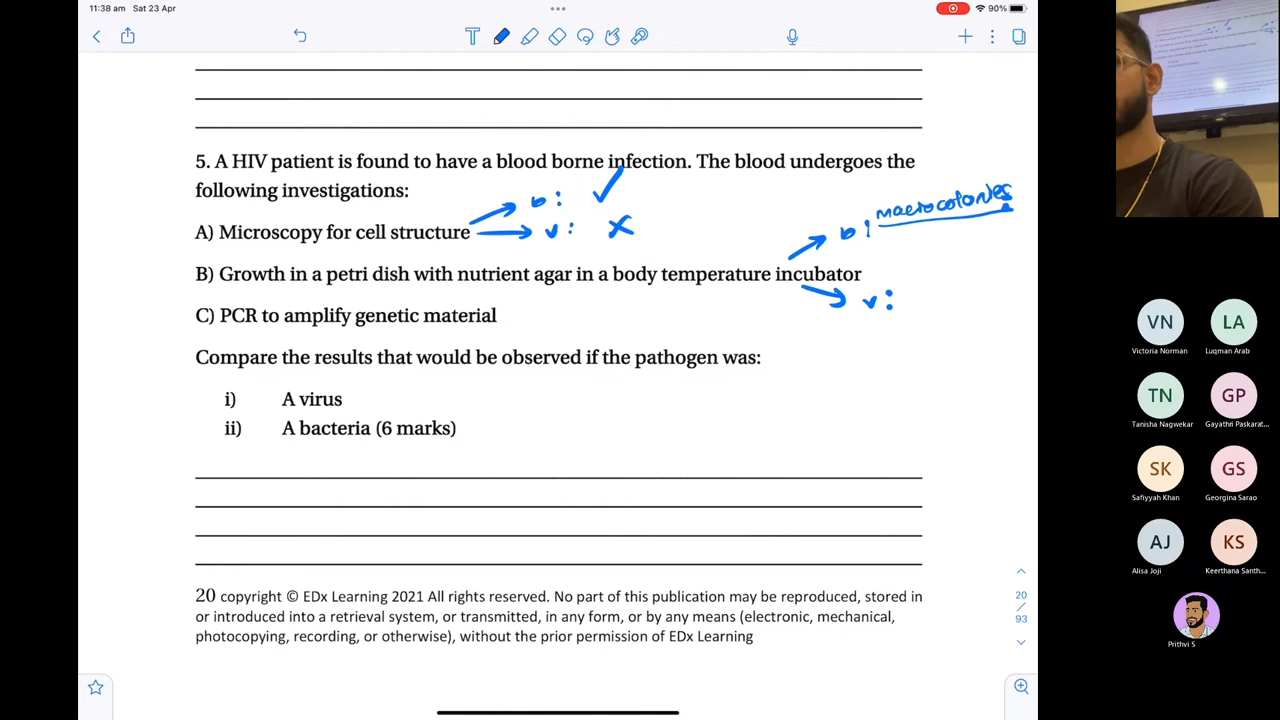 11:38 am Sat 23 Apr
90%
T
5. A HIV patient is found to have a blood borne infection. The blood undergoes the
following investigations:
b:
macrocolonies
A) Microscopy for cell structure
v:
b:
B) Growth in a petri dish with nutrient agar in a body temperature incubator
v:
C) PCR to amplify genetic material
Compare the results that would be observed if the pathogen was:
i) A virus
ii) A bacteria (6 marks)
20 copyright © EDx Learning 2021 All rights reserved. No part of this publication may be reproduced, stored in
or introduced into a retrieval system, or transmitted, in any form, or by any means (electronic, mechanical,
photocopying, recording, or otherwise), without the prior permission of EDx Learning
20
/
93
VN
LA
Victoria Norman
Luqman Arab
TN
GP
Tanisha Nagwekar
Gayathri Paskarat...
SK
GS
Safiyyah Khan
Georgina Sarao
AJ
KS
Alisa Joji
Keerthana Santh...
Prithvi S